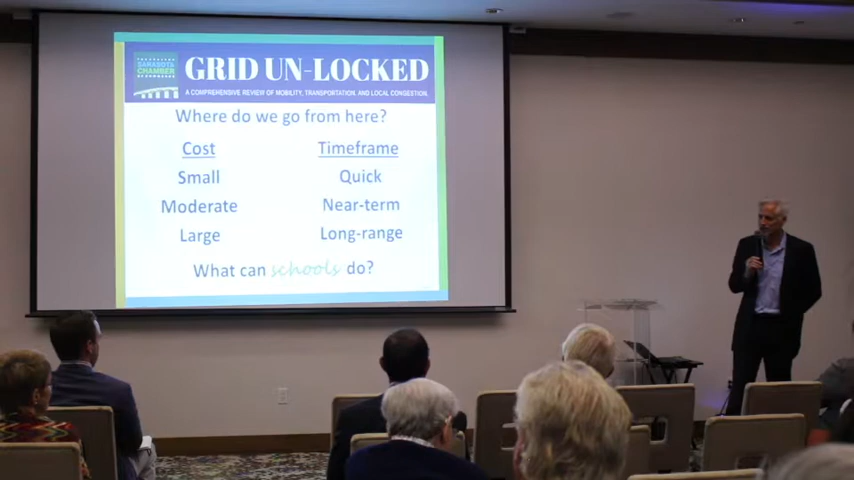 SARASOTA
CHAMBER
GRID UN-LOCKED
A COMPREHENSIVE REVIEW OF MOBILITY, TRANSPORTATION, AND LOCAL CONGESTION.
Where do we go from here?
Cost Timeframe
Small Quick
Moderate Near-term
Large Long-range
What can schools do?